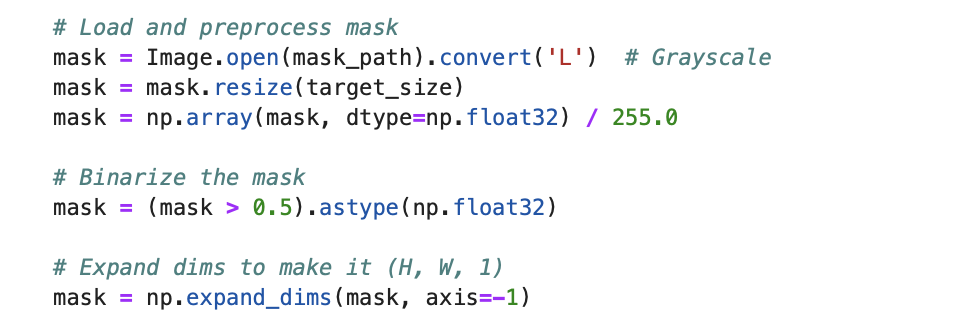 # Load and preprocess mask
mask = Image.open(mask_path).convert('L')  # Grayscale
mask = mask.resize(target_size)
mask = np.array(mask, dtype=np.float32) / 255.0
# Binarize the mask
mask = (mask > 0.5).astype(np.float32)
# Expand dims to make it (H, W, 1)
mask = np.expand_dims(mask, axis=-1)